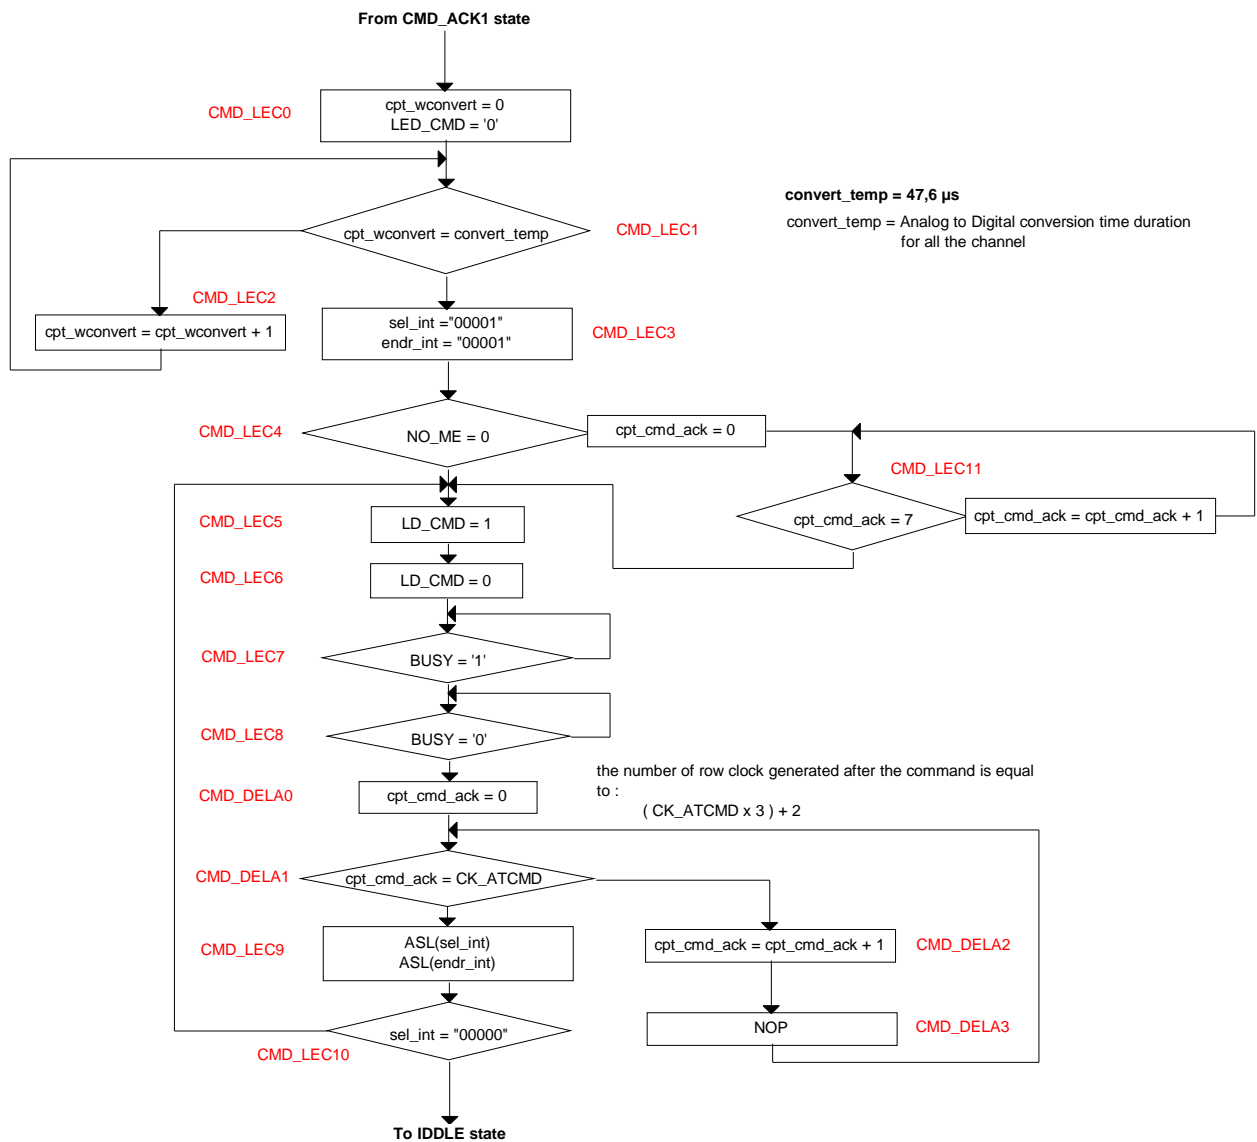 From CMD_ACK1 state
CMD_LEC0
cpt_wconvert = 0
LED_CMD = '0'
convert_temp = 47,6 µs
convert_temp = Analog to Digital conversion time duration
for all the channel
cpt_wconvert = convert_temp
CMD_LEC1
CMD_LEC2
cpt_wconvert = cpt_wconvert + 1
sel_int ="00001"
endr_int = "00001"
CMD_LEC3
CMD_LEC4
NO_ME = 0
cpt_cmd_ack = 0
CMD_LEC11
cpt_cmd_ack = 7
cpt_cmd_ack = cpt_cmd_ack + 1
CMD_LEC5
LD_CMD = 1
CMD_LEC6
LD_CMD = 0
CMD_LEC7
BUSY = '1'
CMD_LEC8
BUSY = '0'
the number of row clock generated after the command is equal
to :
( CK_ATCMD x 3 ) + 2
CMD_DELA0
cpt_cmd_ack = 0
CMD_DELA1
cpt_cmd_ack = CK_ATCMD
CMD_LEC9
ASL(sel_int)
ASL(endr_int)
cpt_cmd_ack = cpt_cmd_ack + 1
CMD_DELA2
NOP
CMD_DELA3
sel_int = "00000"
CMD_LEC10
To IDDLE state